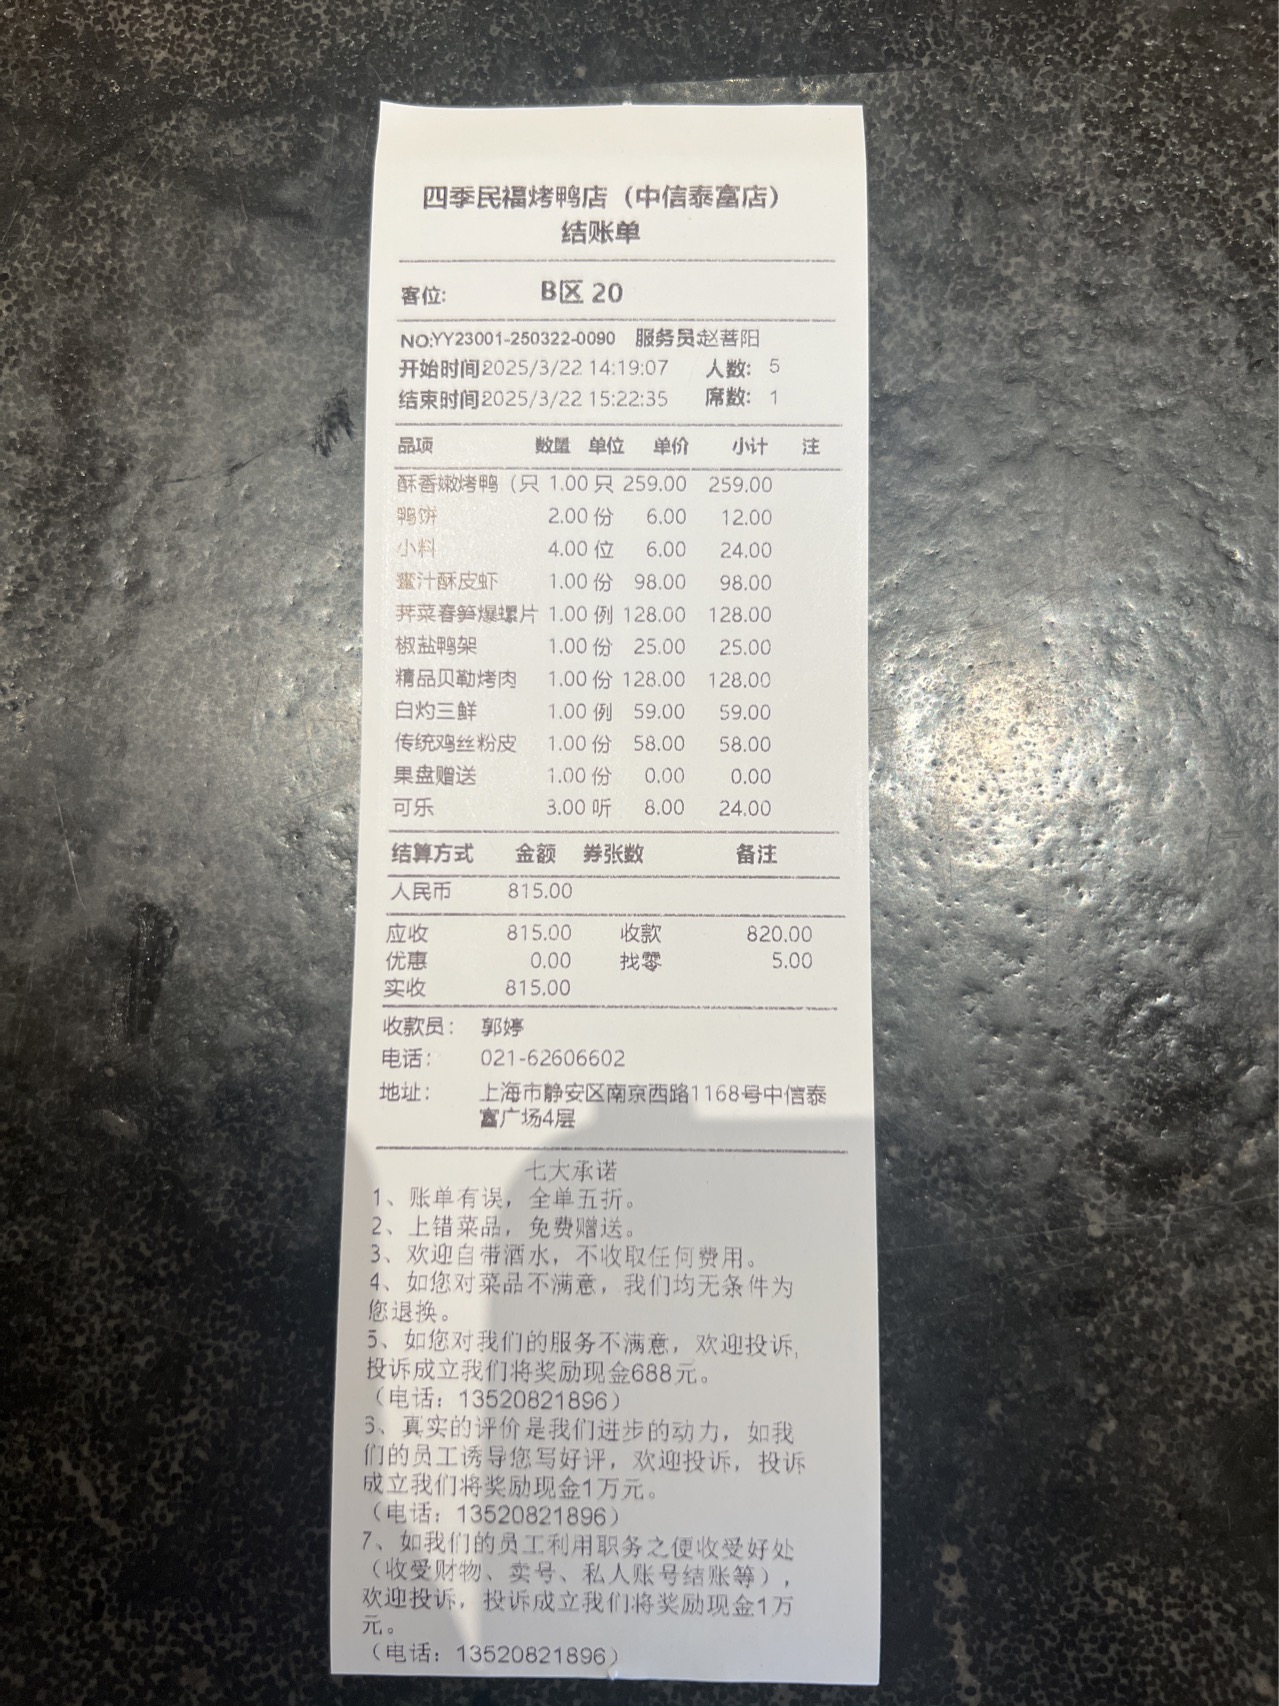 四季民福烤鸭店（中信泰富店）
结账单
客位: B区 20
NO:YY23001-250322-0090 服务员:赵菩阳
开始时间2025/3/22 14:19:07 人数: 5
结束时间2025/3/22 15:22:35 席数: 1
品项 数量 单位 单价 小计 注
酥香嫩烤鸭（只 1.00 只 259.00 259.00
鸭饼 2.00 份 6.00 12.00
小料 4.00 位 6.00 24.00
蜜汁酥皮虾 1.00 份 98.00 98.00
荠菜春笋爆螺片 1.00 例 128.00 128.00
椒盐鸭架 1.00 份 25.00 25.00
精品贝勒烤肉 1.00 份 128.00 128.00
白灼三鲜 1.00 例 59.00 59.00
传统鸡丝粉皮 1.00 份 58.00 58.00
果盘赠送 1.00 份 0.00 0.00
可乐 3.00 听 8.00 24.00
结算方式 金额 券张数 备注
人民币 815.00
应收 815.00 收款 820.00
优惠 0.00 找零 5.00
实收 815.00
收款员: 郭婷
电话: 021-62606602
地址: 上海市静安区南京西路1168号中信泰
富广场4层
七大承诺
1、账单有误，全单五折。
2、上错菜品，免费赠送。
3、欢迎自带酒水，不收取任何费用。
4、如您对菜品不满意，我们均无条件为
您退换。
5、如您对我们的服务不满意，欢迎投诉,
投诉成立我们将奖励现金688元。
（电话：13520821896）
6、真实的评价是我们进步的动力，如我
们的员工诱导您写好评，欢迎投诉，投诉
成立我们将奖励现金1万元。
（电话：13520821896）
7、如我们的员工利用职务之便收受好处
（收受财物、卖号、私人账号结账等），
欢迎投诉，投诉成立我们将奖励现金1万
元。
（电话：13520821896）